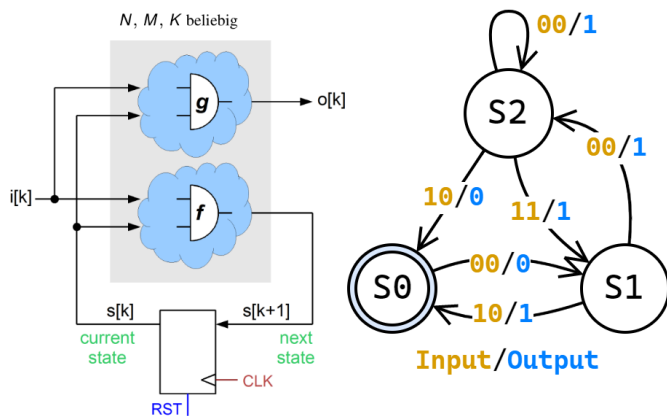 N, M, K beliebig
g
o[k]
i[k]
f
s[k]
s[k+1]
current
state
next
state
CLK
RST
00/1
S2
00/1
10/0
11/1
S0
00/0
S1
10/1
Input/Output